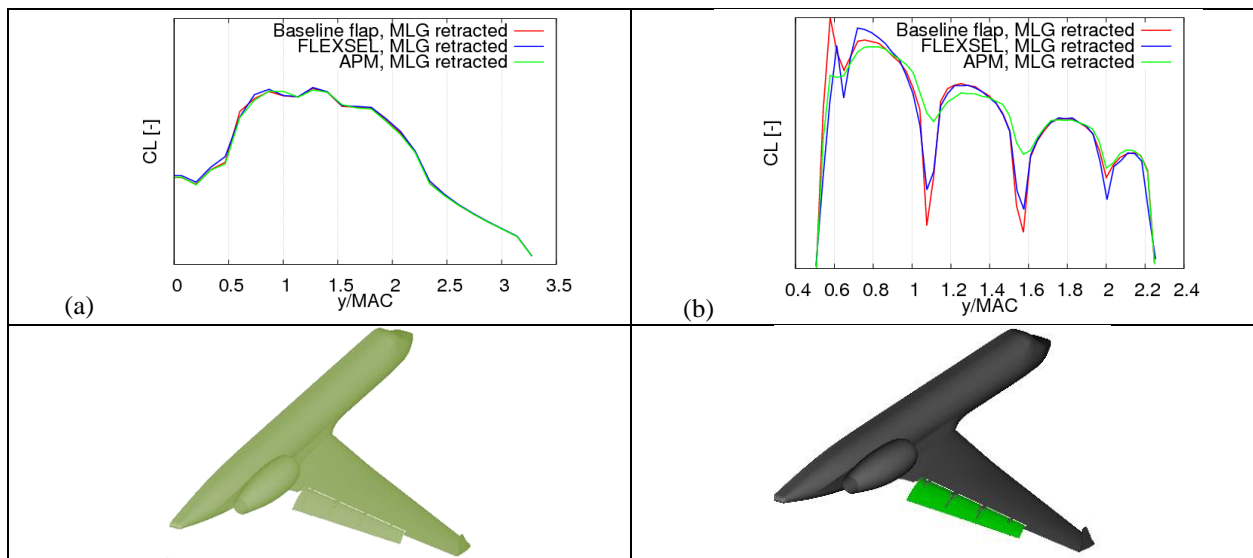 Baseline flap, MLG retracted
FLEXSEL, MLG retracted
APM, MLG retracted
CL [-]
0 0.5 1 1.5 2 2.5 3 3.5
y/MAC
(a)
Baseline flap, MLG retracted
FLEXSEL, MLG retracted
APM, MLG retracted
CL [-]
0.4 0.6 0.8 1 1.2 1.4 1.6 1.8 2 2.2 2.4
y/MAC
(b)